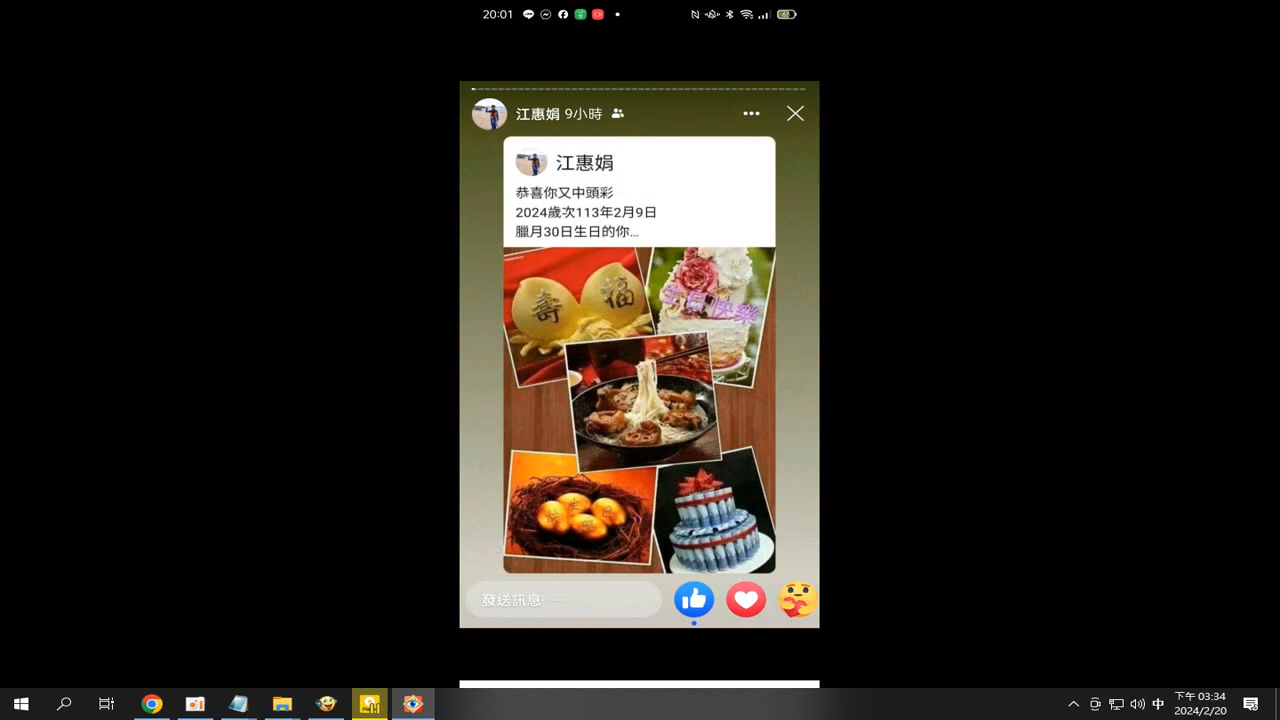 20:01
江惠娟 9小時
江惠娟
恭喜你又中頭彩
2024歲次113年2月9日
臘月30日生日的你...
壽 福
生日快樂
發送訊息
中
下午 03:34
2024/2/20